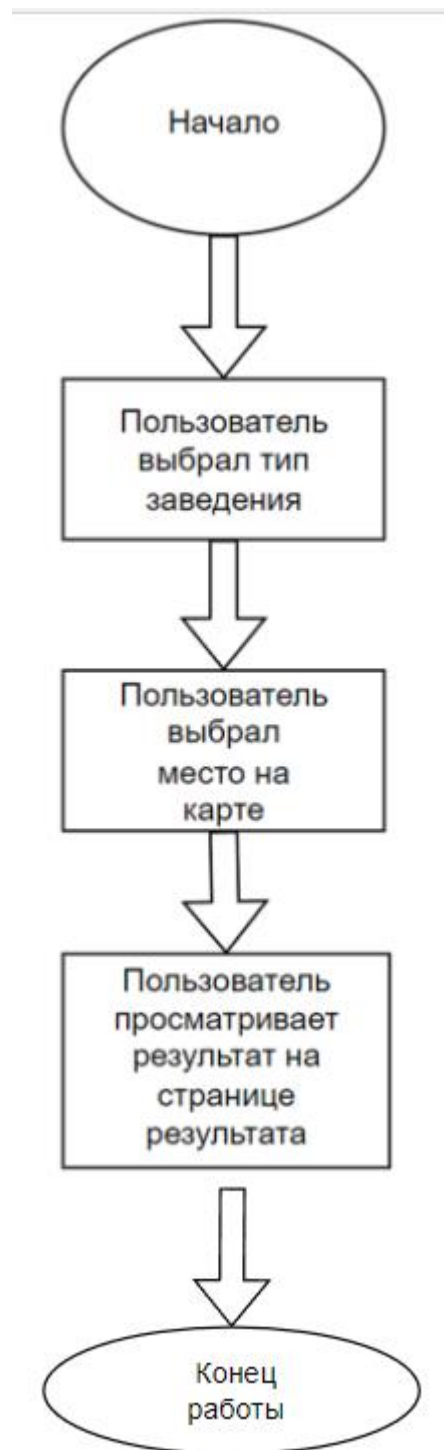 Начало
Пользователь
выбрал тип
заведения
Пользователь
выбрал
место на
карте
Пользователь
просматривает
результат на
странице
результата
Конец
работы